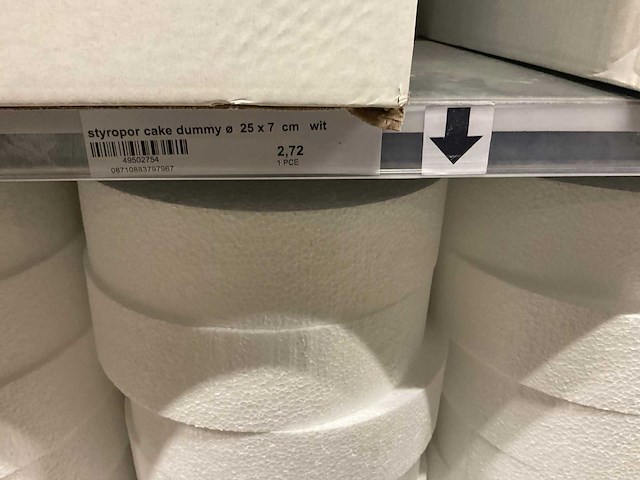 styropor cake dummy ø 25 x 7 cm wit
49502754
2,72
08710883797967
1 PCE